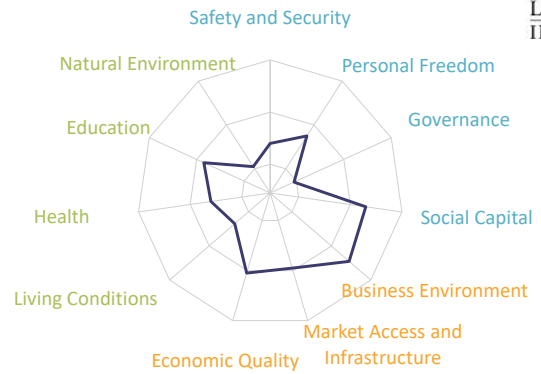 Safety and Security
Natural Environment
Personal Freedom
Education
Governance
Health
Social Capital
Living Conditions
Business Environment
Market Access and
Infrastructure
Economic Quality